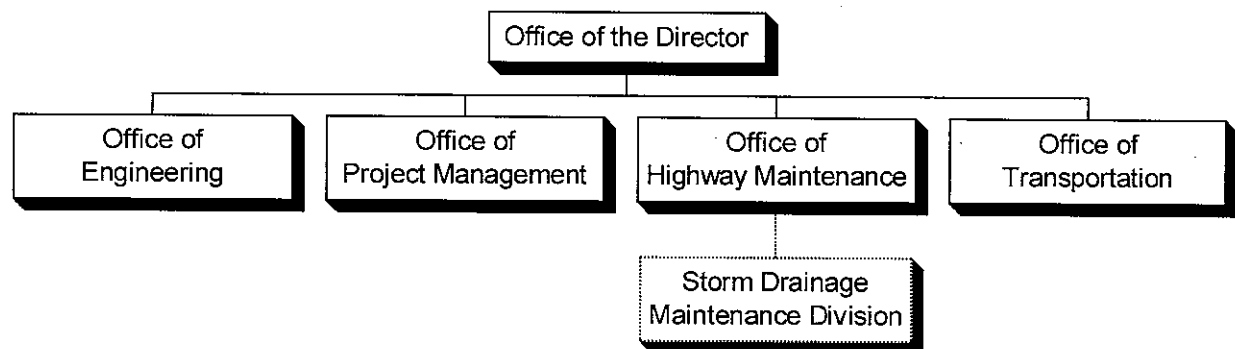 Office of the Director
Office of
Engineering
Office of
Project Management
Office of
Highway Maintenance
Office of
Transportation
Storm Drainage
Maintenance Division